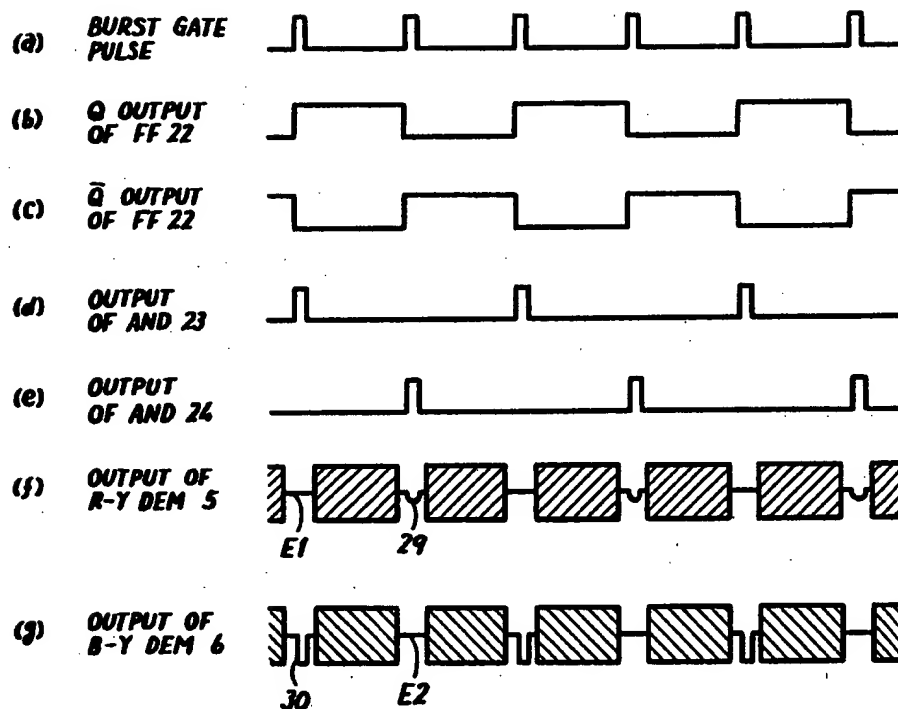 (a) BURST GATE
PULSE
(b) Q OUTPUT
OF FF 22
(c) Q̄ OUTPUT
OF FF 22
(d) OUTPUT
OF AND 23
(e) OUTPUT
OF AND 24
(f) OUTPUT OF
R-Y DEM 5
E1
29
(g) OUTPUT OF
B-Y DEM 6
30
E2